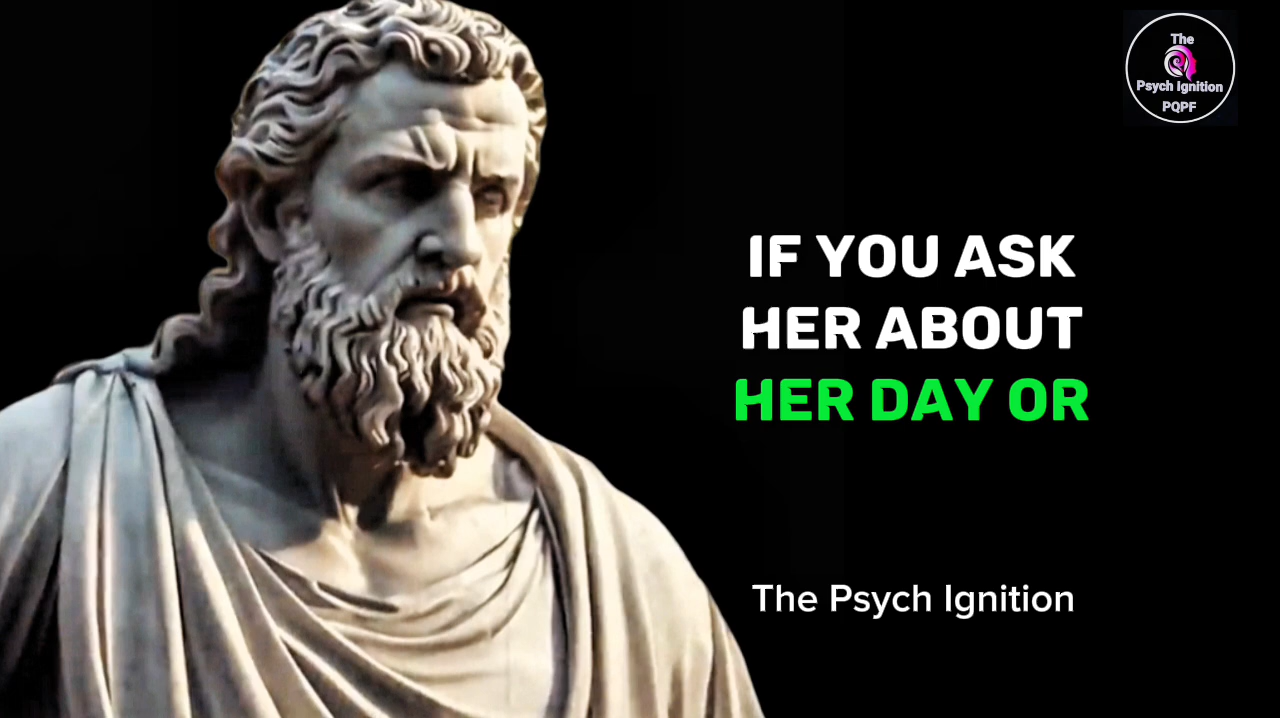 The
Psych Ignition
PQPF
IF YOU ASK
HER ABOUT
HER DAY OR
The Psych Ignition